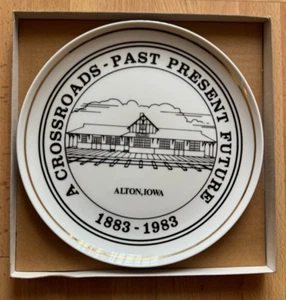 A CROSSROADS - PAST PRESENT FUTURE
ALTON, IOWA
1883 - 1983